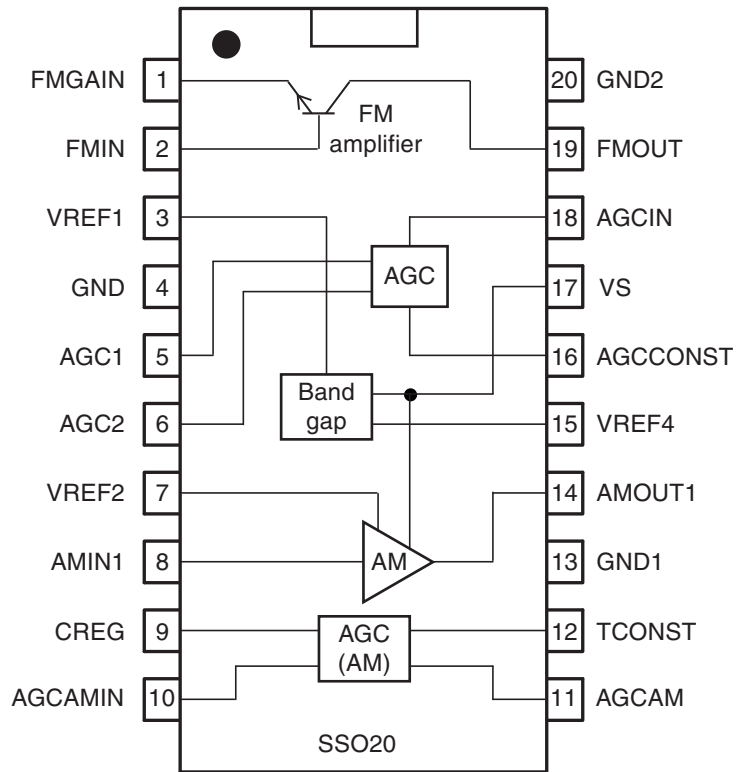 FMGAIN 1
FMIN 2
VREF1 3
GND 4
AGC1 5
AGC2 6
VREF2 7
AMIN1 8
CREG 9
AGCAMIN 10
20 GND2
19 FMOUT
18 AGCIN
17 VS
16 AGCCONST
15 VREF4
14 AMOUT1
13 GND1
12 TCONST
11 AGCAM
FM
amplifier
AGC
Band
gap
AM
AGC
(AM)
SSO20